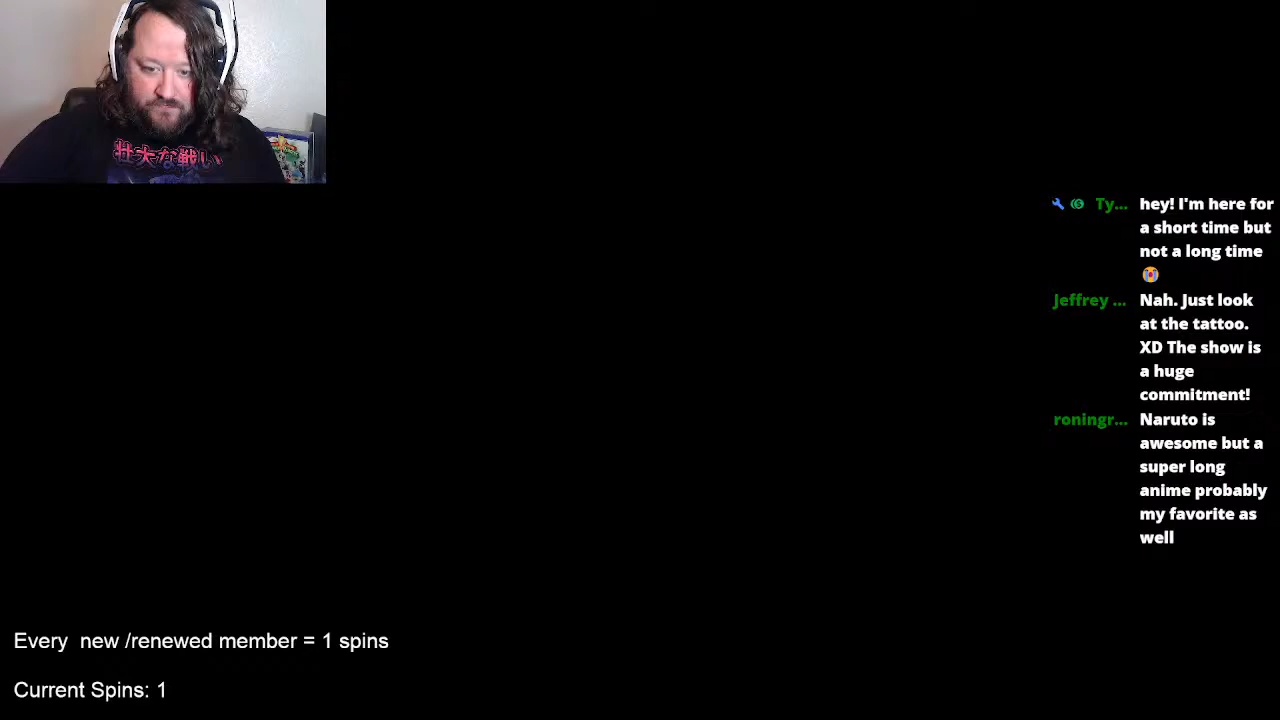 壮大な戦い
Ty...
hey! I'm here for
a short time but
not a long time
😭
Jeffrey ...
Nah. Just look
at the tattoo.
XD The show is
a huge
commitment!
roningr...
Naruto is
awesome but a
super long
anime probably
my favorite as
well
Every new /renewed member = 1 spins
Current Spins: 1